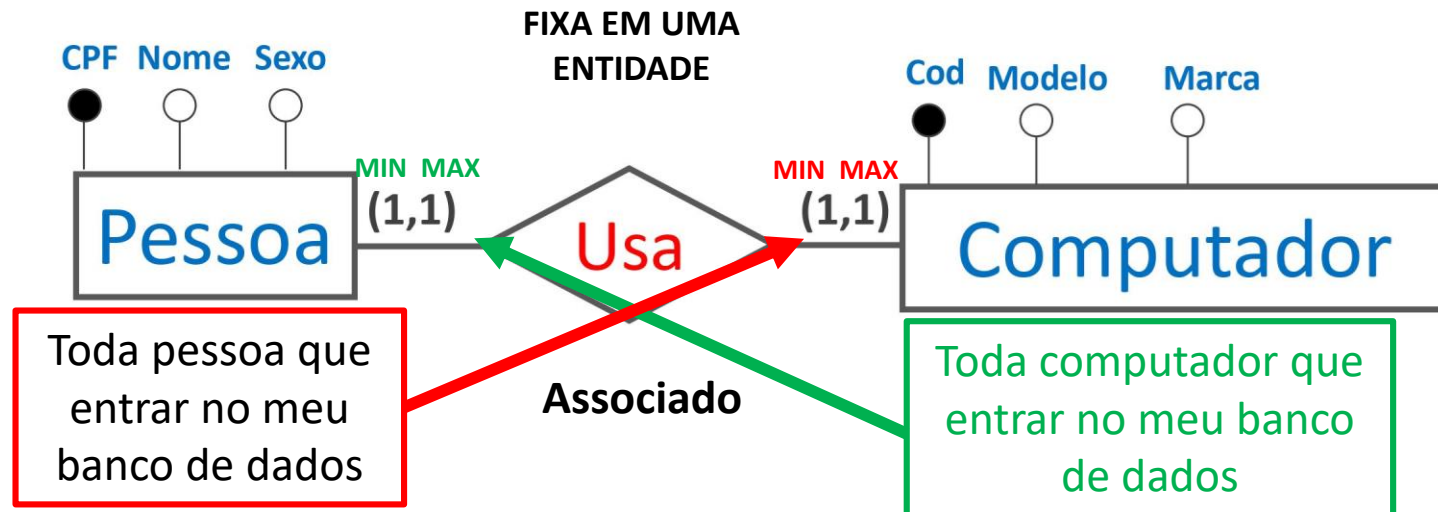 FIXA EM UMA
ENTIDADE
CPF Nome Sexo
Cod Modelo Marca
MIN MAX
(1,1)
MIN MAX
(1,1)
Pessoa
Usa
Computador
Toda pessoa que
entrar no meu
banco de dados
Associado
Toda computador que
entrar no meu banco
de dados